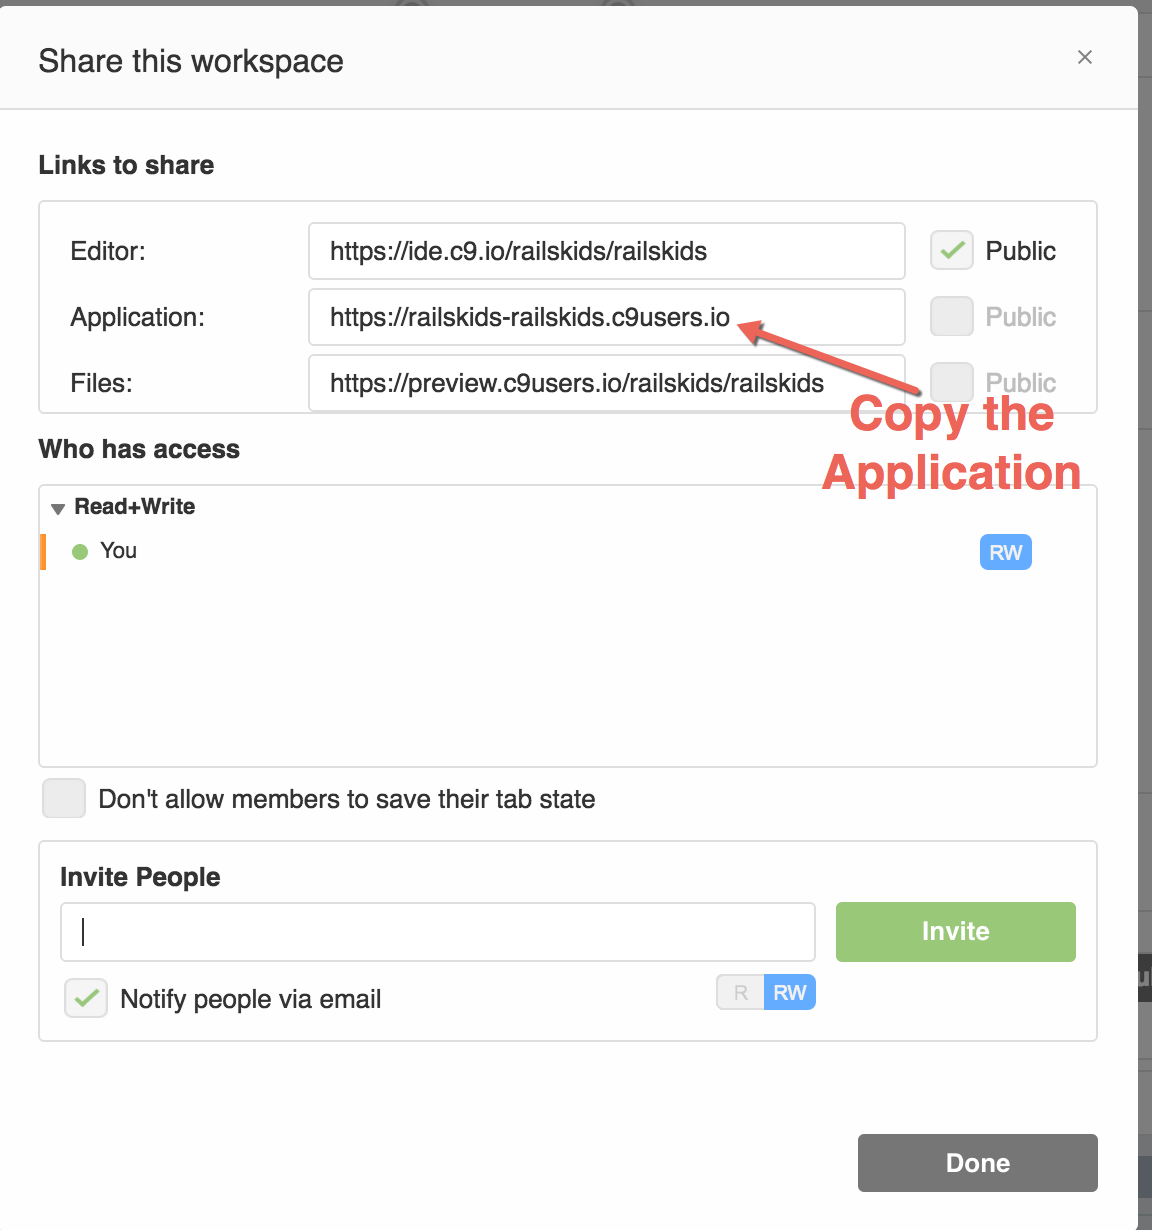 Share this workspace
×
Links to share
Editor: https://ide.c9.io/railskids/railskids Public
Application: https://railskids-railskids.c9users.io Public
Files: https://preview.c9users.io/railskids/railskids Public
Copy the
Application
Who has access
Read+Write
You RW
Don't allow members to save their tab state
Invite People
Invite
Notify people via email R RW
Done